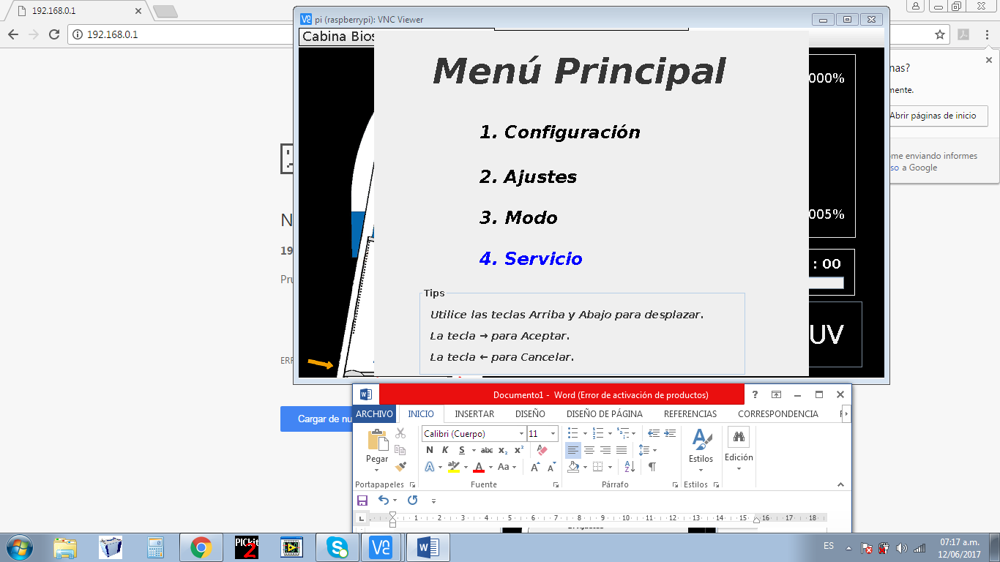 192.168.0.1
192.168.0.1
pi (raspberrypi): VNC Viewer
Cabina Bios
Menú Principal
1. Configuración
2. Ajustes
3. Modo
4. Servicio
Tips
Utilice las teclas Arriba y Abajo para desplazar.
La tecla → para Aceptar.
La tecla ← para Cancelar.
000%
005%
: 00
UV
nas?
mente.
Abrir páginas de inicio
ome enviando informes
so a Google
N
19
Pru
ERR
Cargar de nu
Documento1 - Word (Error de activación de productos)
ARCHIVO INICIO INSERTAR DISEÑO DISEÑO DE PÁGINA REFERENCIAS CORRESPONDENCIA
Pegar
Calibri (Cuerpo) 11
N K S abc x₂ x²
A ab A Aa A A
Estilos
Edición
Portapapeles Fuente Párrafo Estilos
1 2 3 4 5 6 7 8 9 10 11 12 13 14 15 16 17 18
2. Ajustes
PICkit
2
ES
07:17 a.m.
12/06/2017